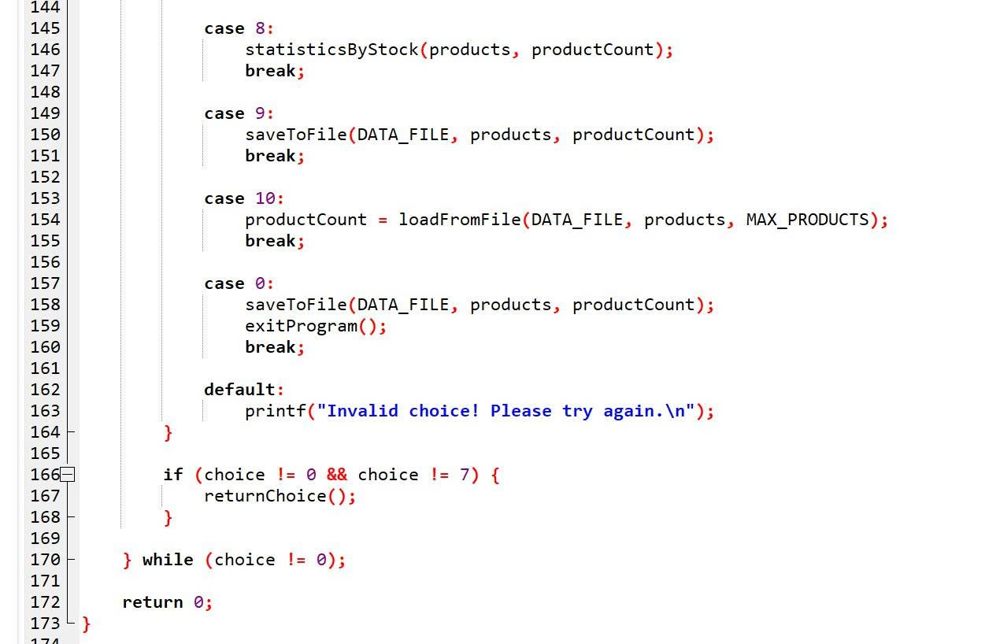 144
145 case 8:
146 statisticsByStock(products, productCount);
147 break;
148
149 case 9:
150 saveToFile(DATA_FILE, products, productCount);
151 break;
152
153 case 10:
154 productCount = loadFromFile(DATA_FILE, products, MAX_PRODUCTS);
155 break;
156
157 case 0:
158 saveToFile(DATA_FILE, products, productCount);
159 exitProgram();
160 break;
161
162 default:
163 printf("Invalid choice! Please try again.\n");
164 }
165
166 if (choice != 0 && choice != 7) {
167 returnChoice();
168 }
169
170 } while (choice != 0);
171
172 return 0;
173 }
174